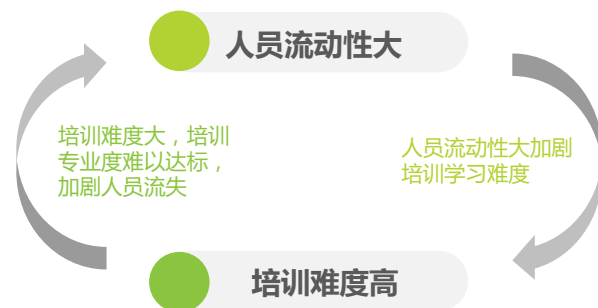 人员流动性大
培训难度大，培训
专业度难以达标，
加剧人员流失
人员流动性大加剧
培训学习难度
培训难度高